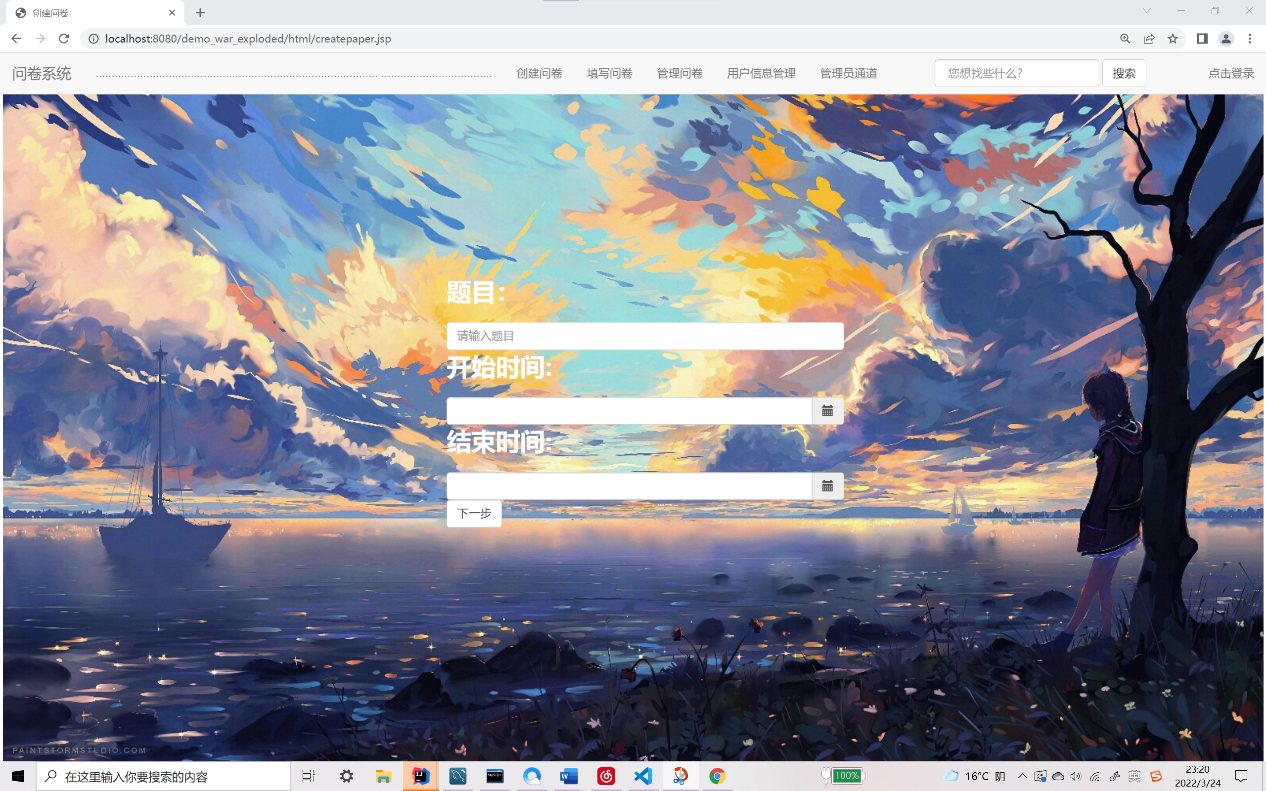 创建问卷
localhost:8080/demo_war_exploded/html/createpaper.jsp
问卷系统 创建问卷 填写问卷 管理问卷 用户信息管理 管理员通道 您想找些什么? 搜索 点击登录
题目:
请输入题目
开始时间:
结束时间:
下一步
PAINTSTORMSTUDIO.COM
在这里输入你要搜索的内容
100%
16°C 阴
23:20
2022/3/24